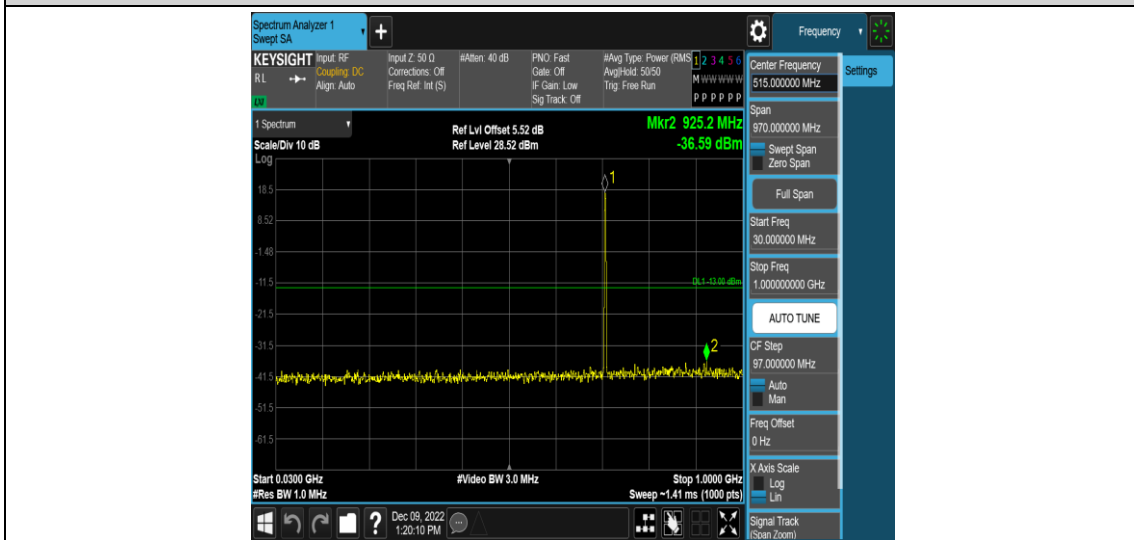 Spectrum Analyzer 1
Swept SA
+
Frequency
KEYSIGHT
RL
Input: RF
Coupling: DC
Align: Auto
Input Z: 50 Ω
Corrections: Off
Freq Ref: Int (S)
#Atten: 40 dB
PNO: Fast
Gate: Off
IF Gain: Low
Sig Track: Off
#Avg Type: Power (RMS
Avg|Hold: 50/50
Trig: Free Run
1 2 3 4 5 6
M W W W W W
P P P P P P
1 Spectrum
Scale/Div 10 dB
Log
Ref Lvl Offset 5.52 dB
Ref Level 28.52 dBm
Mkr2 925.2 MHz
-36.59 dBm
18.5
8.52
-1.48
-11.5
-21.5
-31.5
-41.5
-51.5
-61.5
1
DL1 -13.00 dBm
2
Start 0.0300 GHz
#Res BW 1.0 MHz
#Video BW 3.0 MHz
Stop 1.0000 GHz
Sweep ~1.41 ms (1000 pts)
?
Dec 09, 2022
1:20:10 PM
Center Frequency
515.000000 MHz
Settings
Span
970.000000 MHz
Swept Span
Zero Span
Full Span
Start Freq
30.000000 MHz
Stop Freq
1.000000000 GHz
AUTO TUNE
CF Step
97.000000 MHz
Auto
Man
Freq Offset
0 Hz
X Axis Scale
Log
Lin
Signal Track
(Span Zoom)